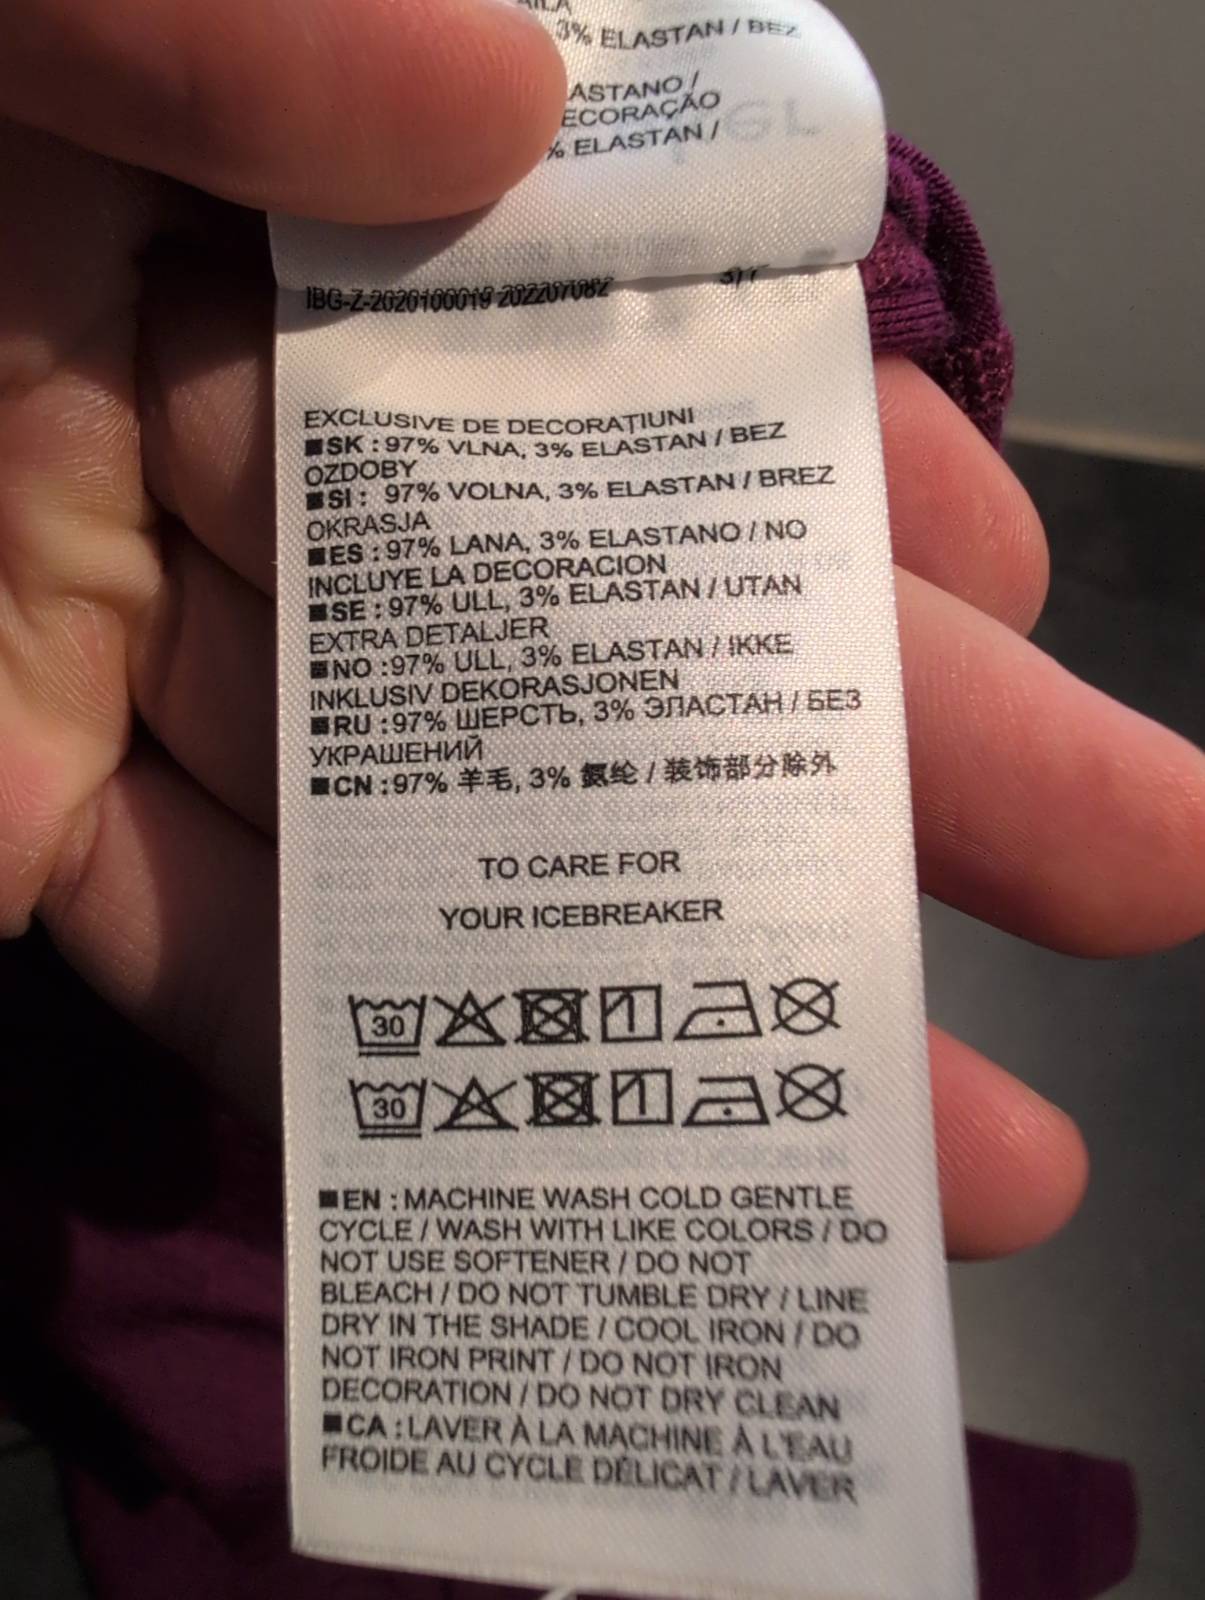 3% ELASTAN / BEZ
ASTANO /
ECORAÇÃO
% ELASTAN /
IBG-Z-2020100019 202207082 3/7
EXCLUSIVE DE DECORAȚIUNI
■SK : 97% VLNA, 3% ELASTAN / BEZ
OZDOBY
■SI : 97% VOLNA, 3% ELASTAN / BREZ
OKRASJA
■ES : 97% LANA, 3% ELASTANO / NO
INCLUYE LA DECORACION
■SE : 97% ULL, 3% ELASTAN / UTAN
EXTRA DETALJER
■NO :97% ULL, 3% ELASTAN / IKKE
INKLUSIV DEKORASJONEN
■RU :97% ШЕРСТЬ, 3% ЭЛАСТАН / БЕЗ
УКРАШЕНИЙ
■CN :97% 羊毛, 3% 氨纶 / 装饰部分除外
TO CARE FOR
YOUR ICEBREAKER
30
30
■EN : MACHINE WASH COLD GENTLE
CYCLE / WASH WITH LIKE COLORS / DO
NOT USE SOFTENER / DO NOT
BLEACH / DO NOT TUMBLE DRY / LINE
DRY IN THE SHADE / COOL IRON / DO
NOT IRON PRINT / DO NOT IRON
DECORATION / DO NOT DRY CLEAN
■CA : LAVER À LA MACHINE À L'EAU
FROIDE AU CYCLE DÉLICAT / LAVER